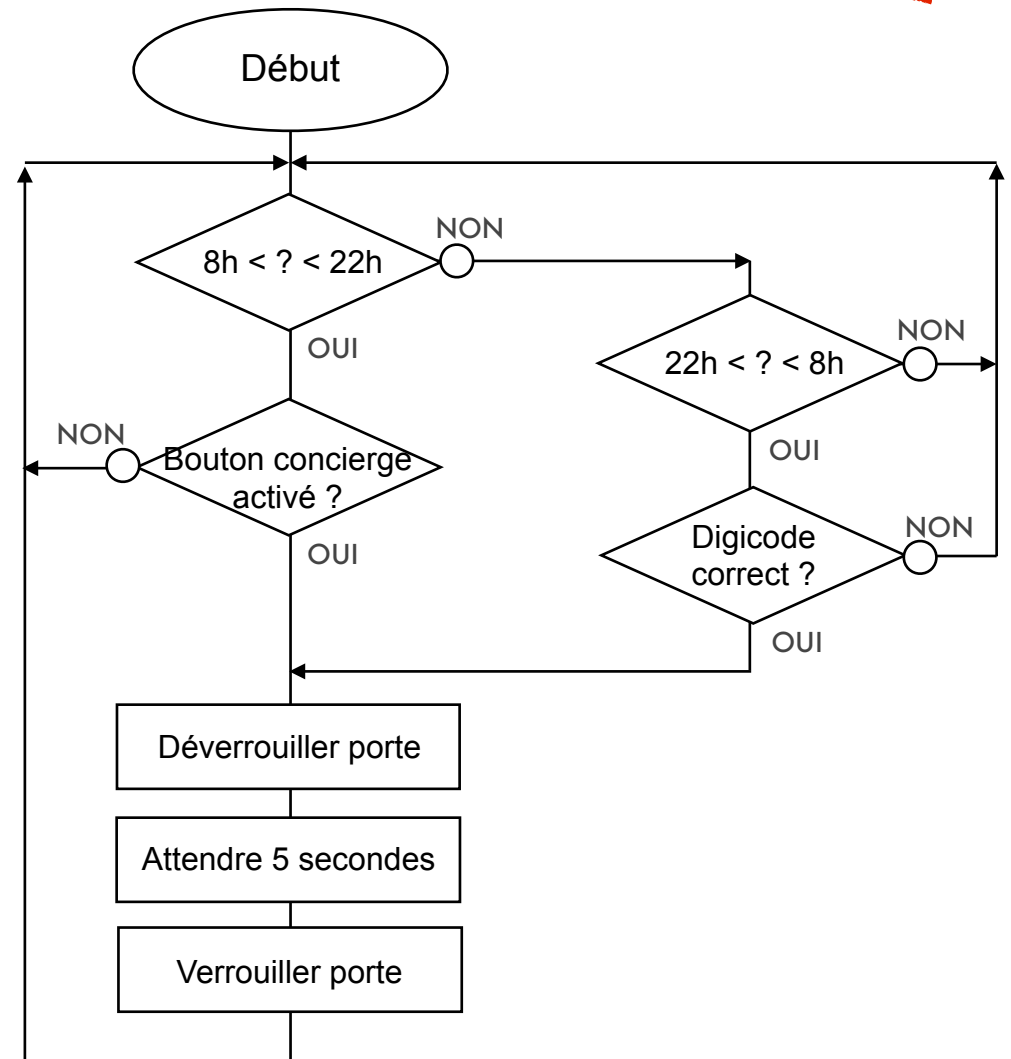 Début
NON
8h < ? < 22h
OUI
NON
22h < ? < 8h
OUI
NON
Bouton concierge
activé ?
OUI
NON
Digicode
correct ?
OUI
Déverrouiller porte
Attendre 5 secondes
Verrouiller porte